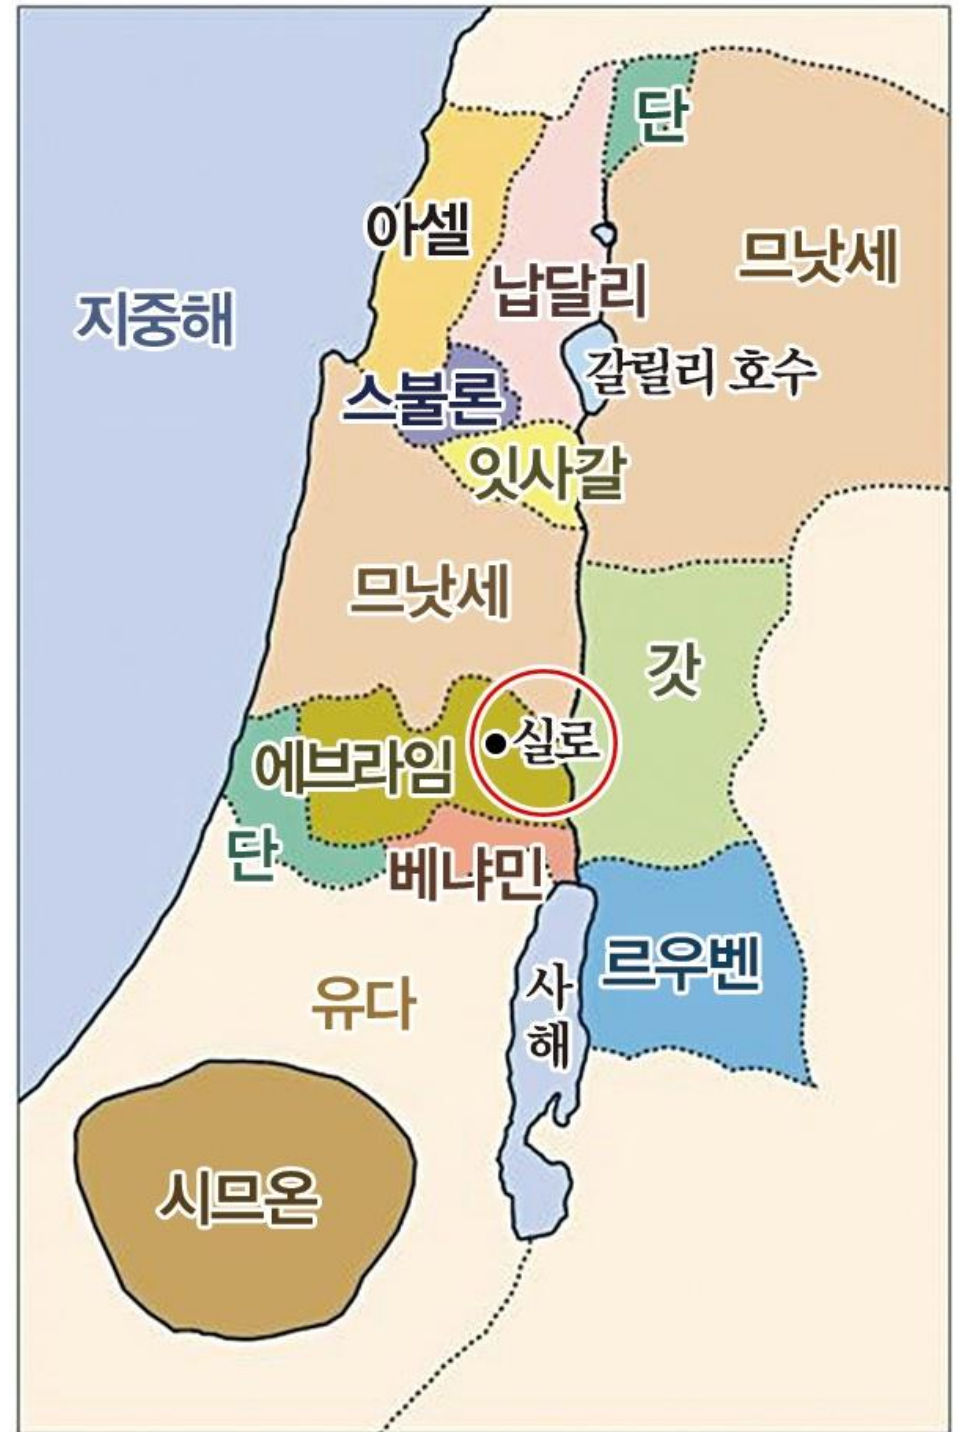 단
아셀
므낫세
납달리
지중해
갈릴리 호수
스불론
잇사갈
므낫세
갓
실로
에브라임
단
베냐민
르우벤
유다
사
해
시므온